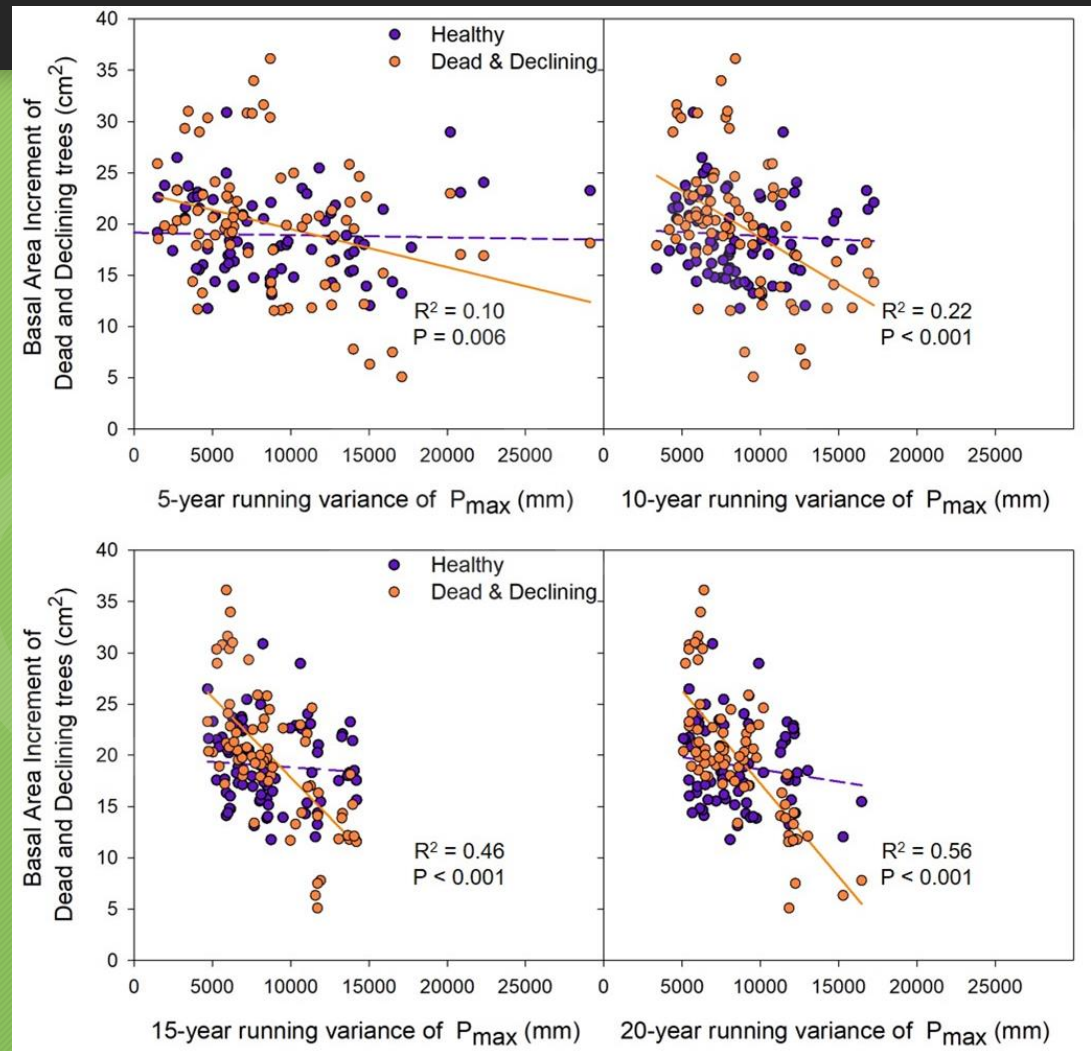 40
35
30
25
20
15
10
5
0
Basal Area Increment of
Dead and Declining trees (cm²)
Healthy
Dead & Declining
R² = 0.10
P = 0.006
0 5000 10000 15000 20000 25000
5-year running variance of Pmax (mm)
R² = 0.22
P < 0.001
0 5000 10000 15000 20000 25000
10-year running variance of Pmax (mm)
40
35
30
25
20
15
10
5
0
Basal Area Increment of
Dead and Declining trees (cm²)
Healthy
Dead & Declining
R² = 0.46
P < 0.001
0 5000 10000 15000 20000 25000
15-year running variance of Pmax (mm)
R² = 0.56
P < 0.001
0 5000 10000 15000 20000 25000
20-year running variance of Pmax (mm)